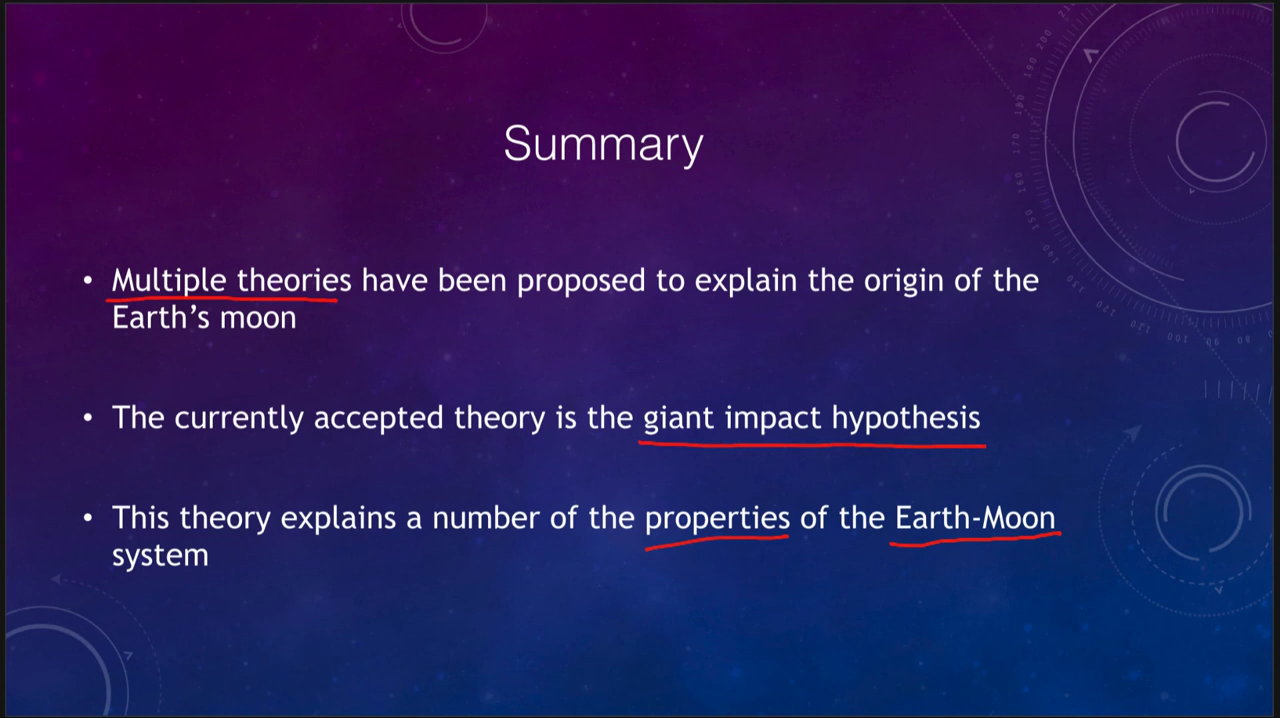 Summary
• Multiple theories have been proposed to explain the origin of the
Earth's moon
• The currently accepted theory is the giant impact hypothesis
• This theory explains a number of the properties of the Earth-Moon
system